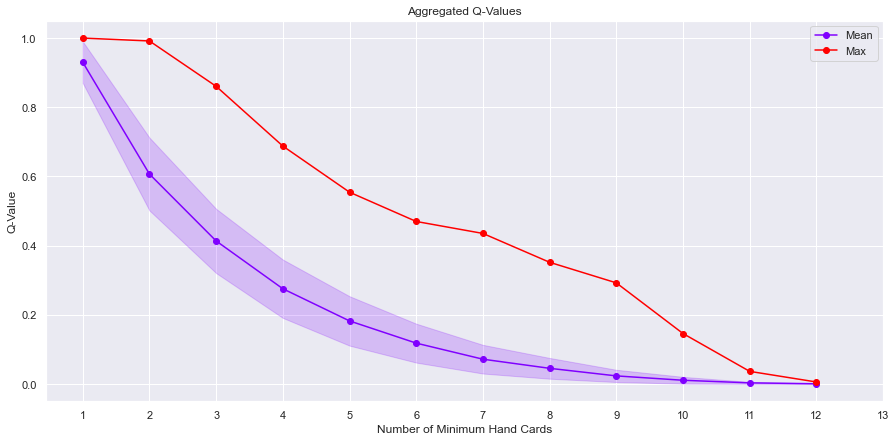 Aggregated Q-Values
Mean
Max
1.0
0.8
0.6
0.4
0.2
0.0
Q-Value
1 2 3 4 5 6 7 8 9 10 11 12 13
Number of Minimum Hand Cards